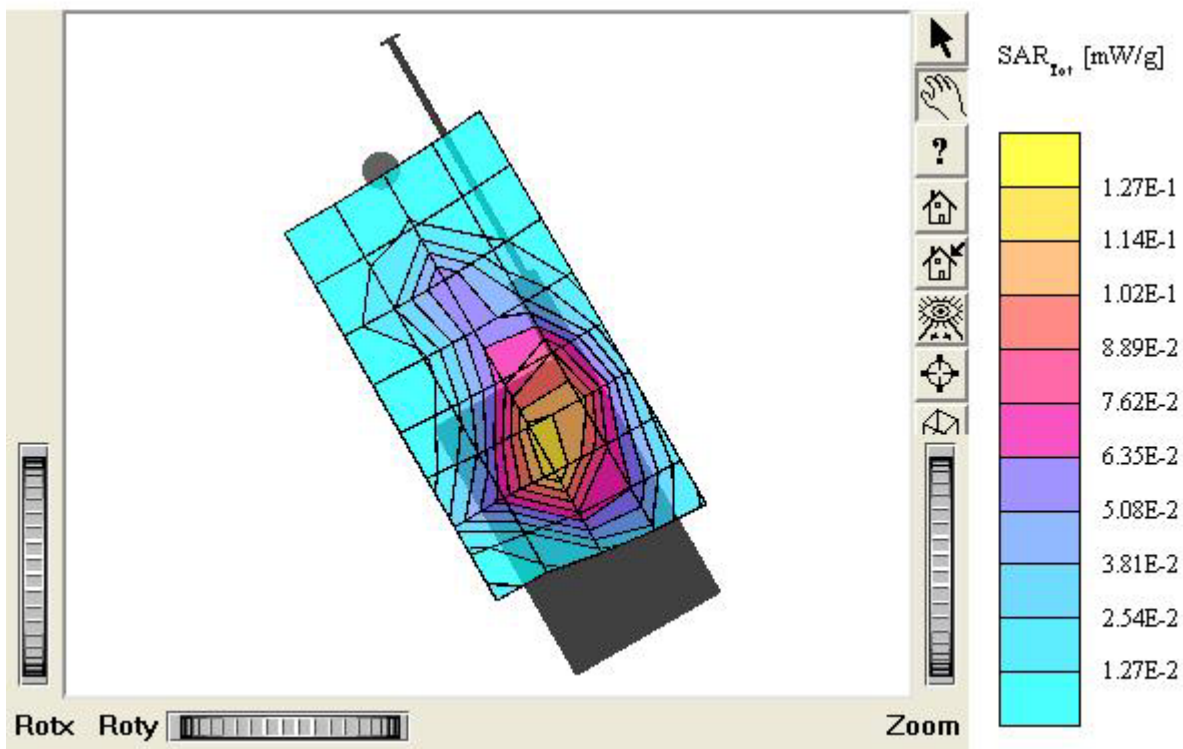 SAR_Tot [mW/g]
?
1.27E-1
1.14E-1
1.02E-1
8.89E-2
7.62E-2
6.35E-2
5.08E-2
3.81E-2
2.54E-2
1.27E-2
Rotx Roty Zoom